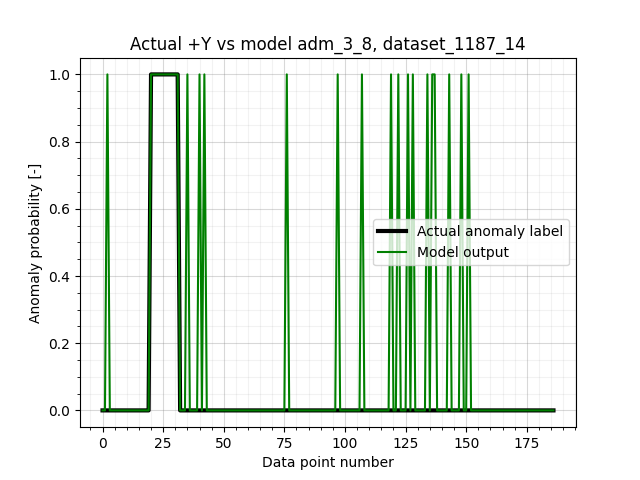 Actual +Y vs model adm_3_8, dataset_1187_14
Anomaly probability [-]
1.0
0.8
0.6
0.4
0.2
0.0
Actual anomaly label
Model output
0 25 50 75 100 125 150 175
Data point number